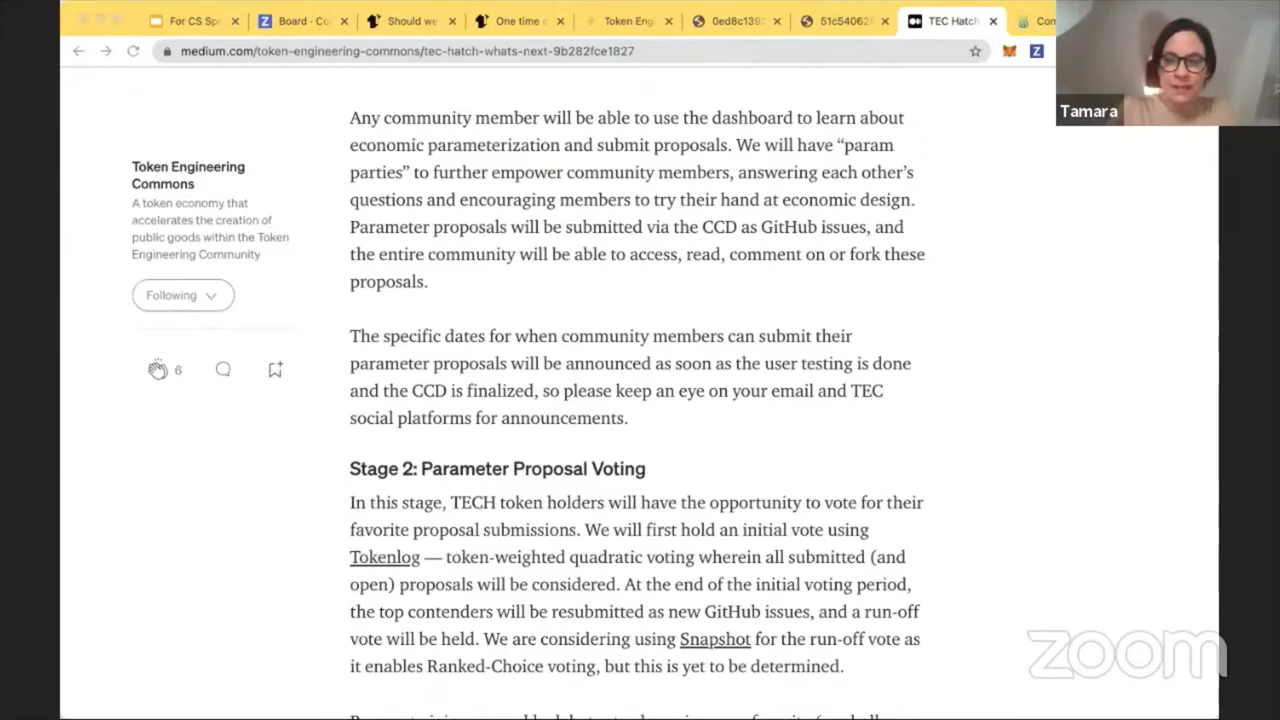 For CS Sp
Board - Co
Should we
One time
Token Engi
0ed8c139
51c54062
TEC Hatch
Con
medium.com/token-engineering-commons/tec-hatch-whats-next-9b282fce1827
Tamara
Token Engineering
Commons
A token economy that
accelerates the creation of
public goods within the Token
Engineering Community
Following
6
Any community member will be able to use the dashboard to learn about
economic parameterization and submit proposals. We will have “param
parties” to further empower community members, answering each other’s
questions and encouraging members to try their hand at economic design.
Parameter proposals will be submitted via the CCD as GitHub issues, and
the entire community will be able to access, read, comment on or fork these
proposals.
The specific dates for when community members can submit their
parameter proposals will be announced as soon as the user testing is done
and the CCD is finalized, so please keep an eye on your email and TEC
social platforms for announcements.
Stage 2: Parameter Proposal Voting
In this stage, TECH token holders will have the opportunity to vote for their
favorite proposal submissions. We will first hold an initial vote using
Tokenlog — token-weighted quadratic voting wherein all submitted (and
open) proposals will be considered. At the end of the initial voting period,
the top contenders will be resubmitted as new GitHub issues, and a run-off
vote will be held. We are considering using Snapshot for the run-off vote as
it enables Ranked-Choice voting, but this is yet to be determined.
zoom